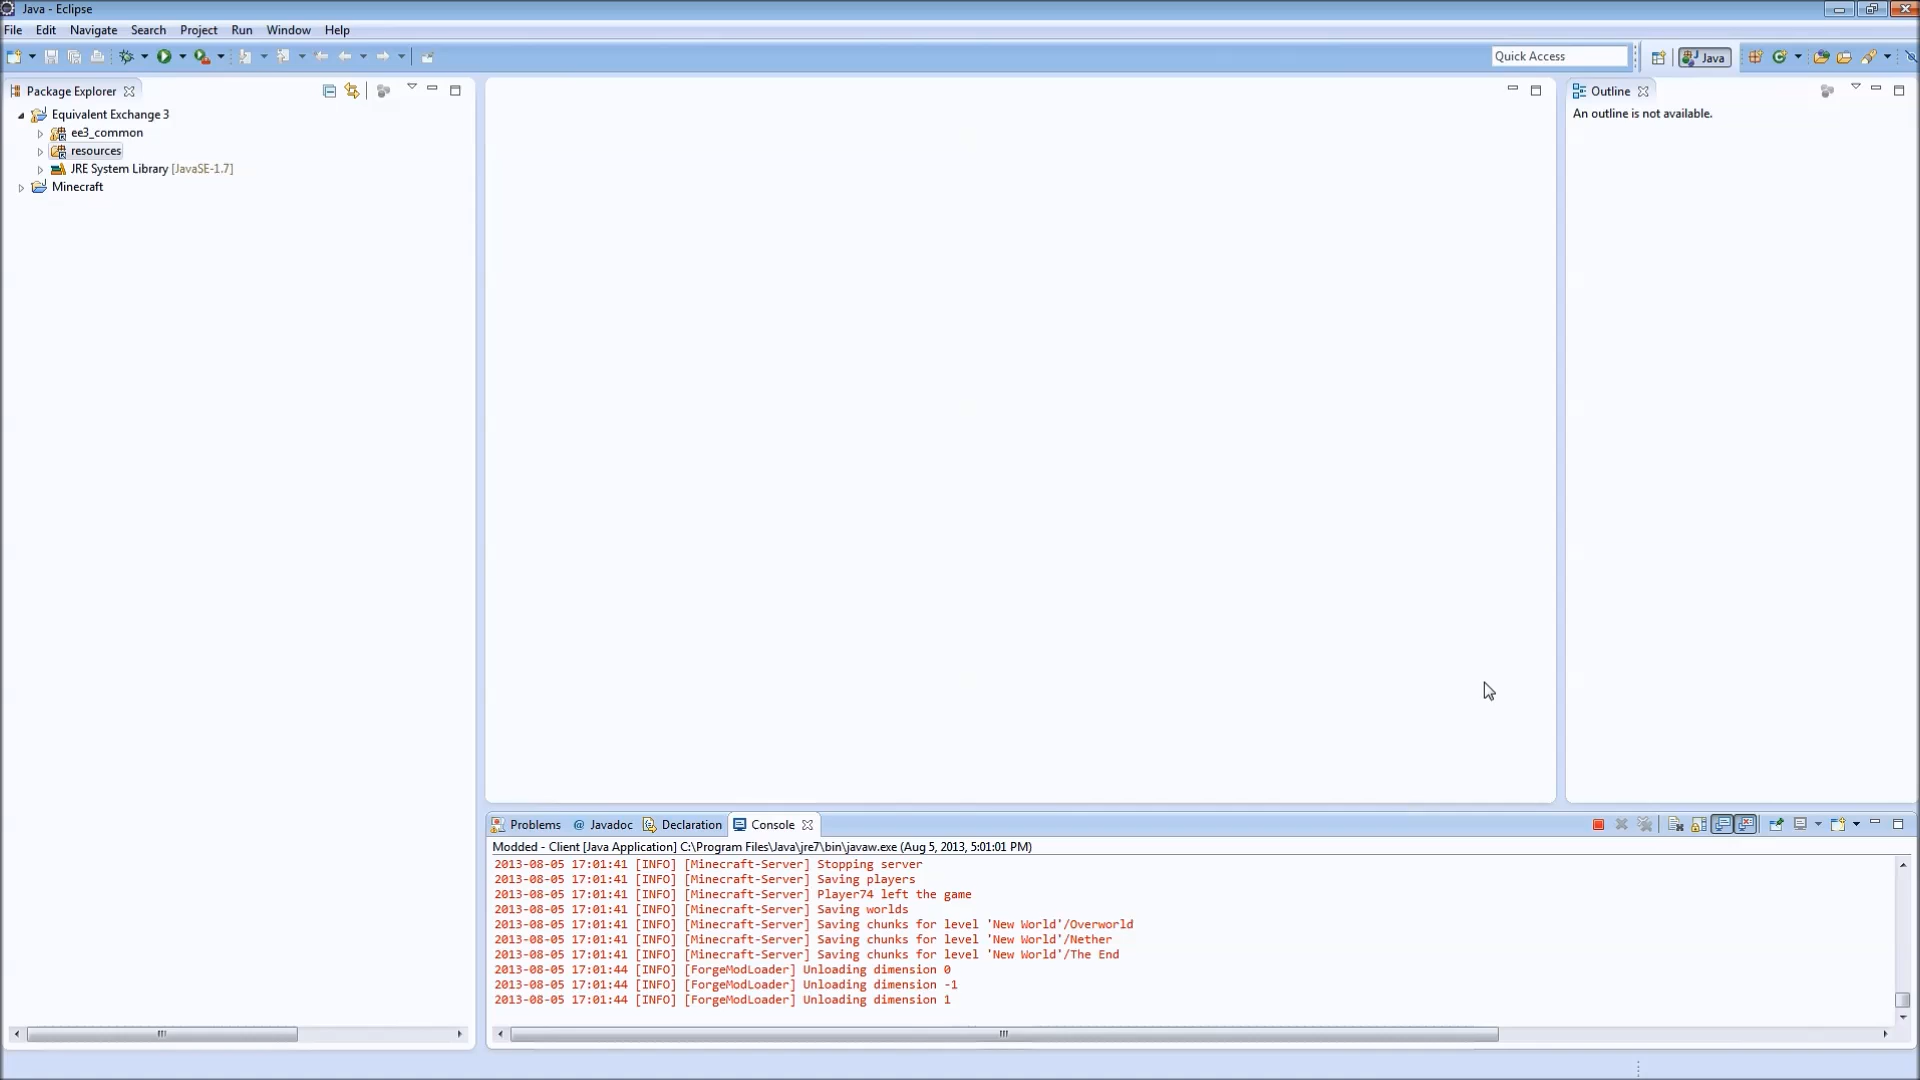 Java - Eclipse
File Edit Navigate Search Project Run Window Help
Quick Access
Java
Package Explorer
Outline
Equivalent Exchange 3
An outline is not available.
ee3_common
resources
JRE System Library [JavaSE-1.7]
Minecraft
Problems @ Javadoc Declaration Console
Modded - Client [Java Application] C:\Program Files\Java\jre7\bin\javaw.exe (Aug 5, 2013, 5:01:01 PM)
2013-08-05 17:01:41 [INFO] [Minecraft-Server] Stopping server
2013-08-05 17:01:41 [INFO] [Minecraft-Server] Saving players
2013-08-05 17:01:41 [INFO] [Minecraft-Server] Player74 left the game
2013-08-05 17:01:41 [INFO] [Minecraft-Server] Saving worlds
2013-08-05 17:01:41 [INFO] [Minecraft-Server] Saving chunks for level 'New World'/Overworld
2013-08-05 17:01:41 [INFO] [Minecraft-Server] Saving chunks for level 'New World'/Nether
2013-08-05 17:01:41 [INFO] [Minecraft-Server] Saving chunks for level 'New World'/The End
2013-08-05 17:01:44 [INFO] [ForgeModLoader] Unloading dimension 0
2013-08-05 17:01:44 [INFO] [ForgeModLoader] Unloading dimension -1
2013-08-05 17:01:44 [INFO] [ForgeModLoader] Unloading dimension 1